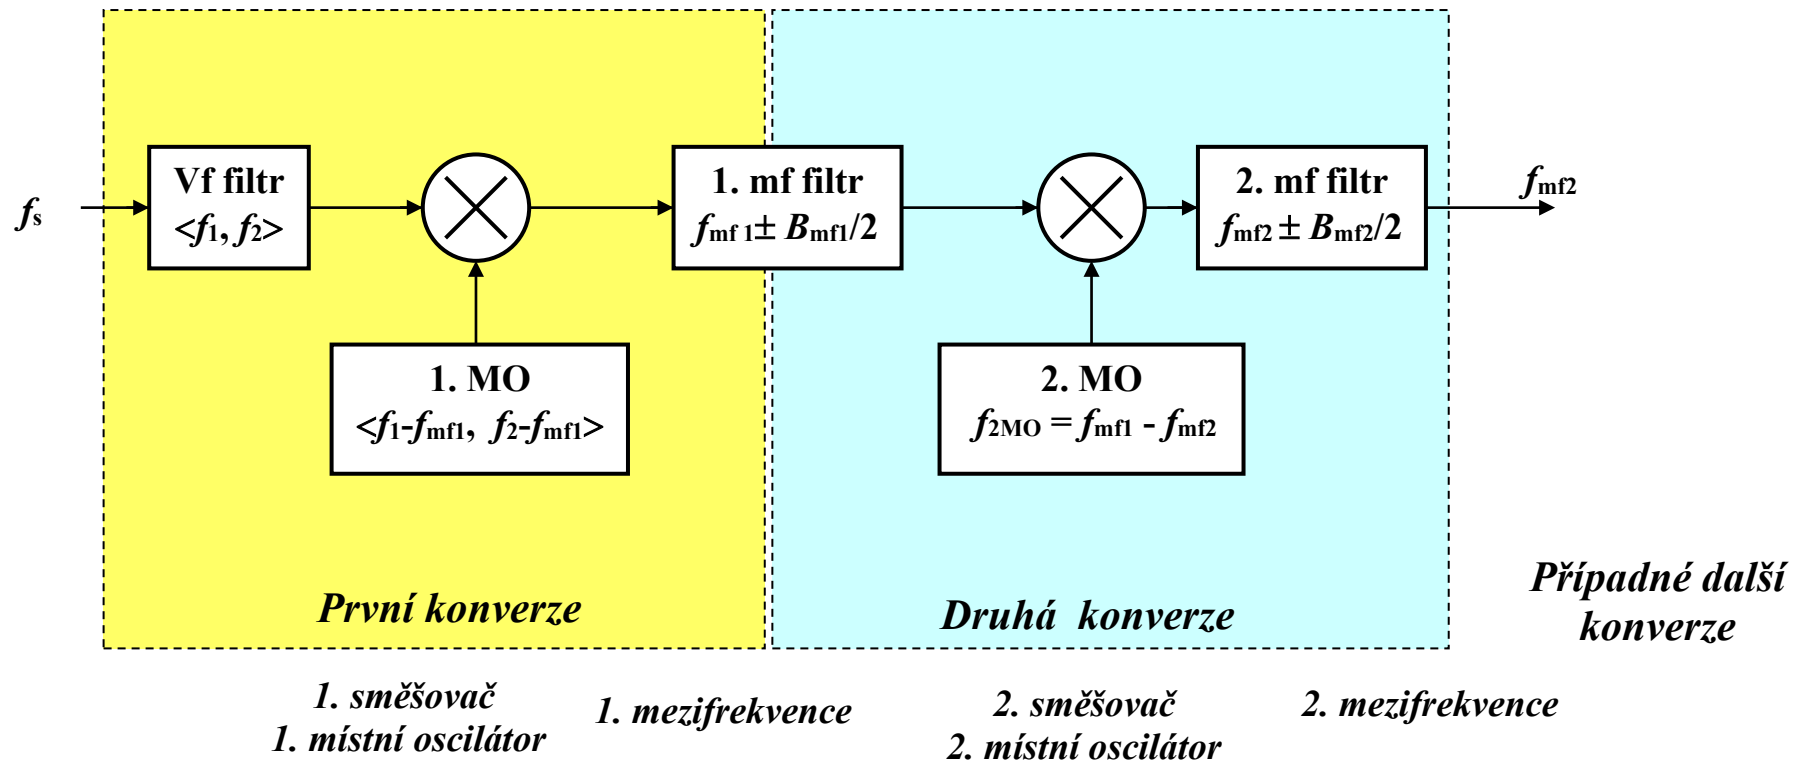 fs
Vf filtr
<f1, f2>
1. mf filtr
fmf 1± Bmf1/2
2. mf filtr
fmf2 ± Bmf2/2
fmf2
1. MO
<f1-fmf1, f2-fmf1>
2. MO
f2MO = fmf1 - fmf2
První konverze
Druhá konverze
Případné další
konverze
1. směšovač
1. místní oscilátor
1. mezifrekvence
2. směšovač
2. místní oscilátor
2. mezifrekvence